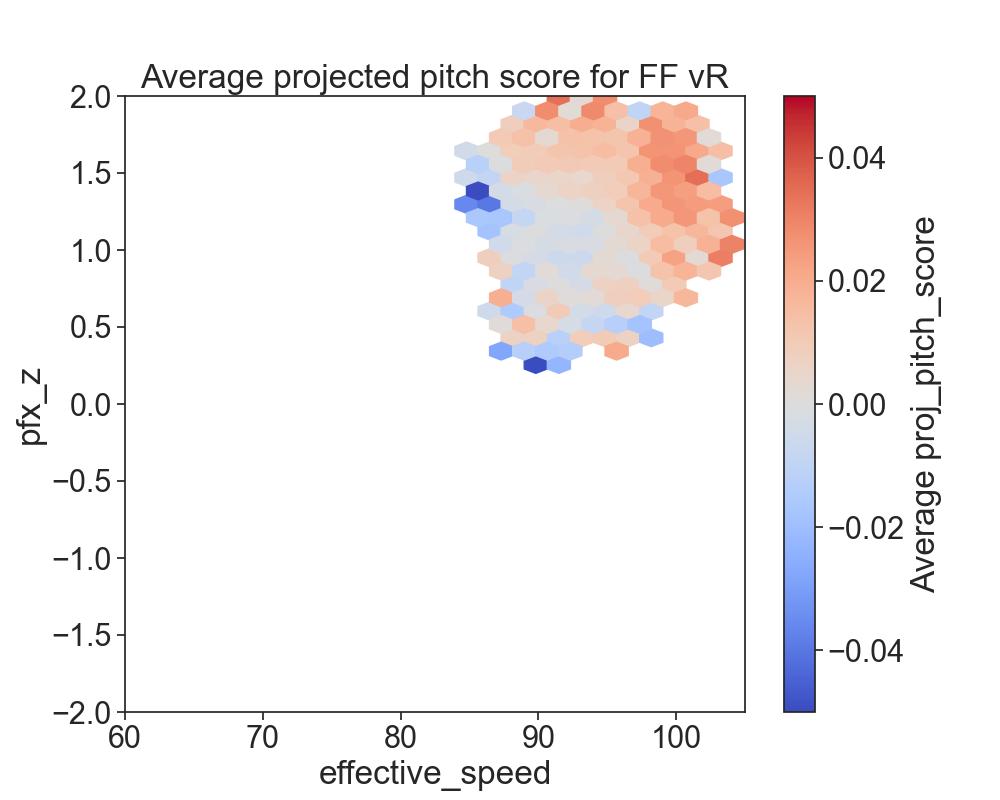 Average projected pitch score for FF vR
2.0
1.5
1.0
0.5
0.0
−0.5
−1.0
−1.5
−2.0
pfx_z
60 70 80 90 100
effective_speed
0.04
0.02
0.00
−0.02
−0.04
Average proj_pitch_score